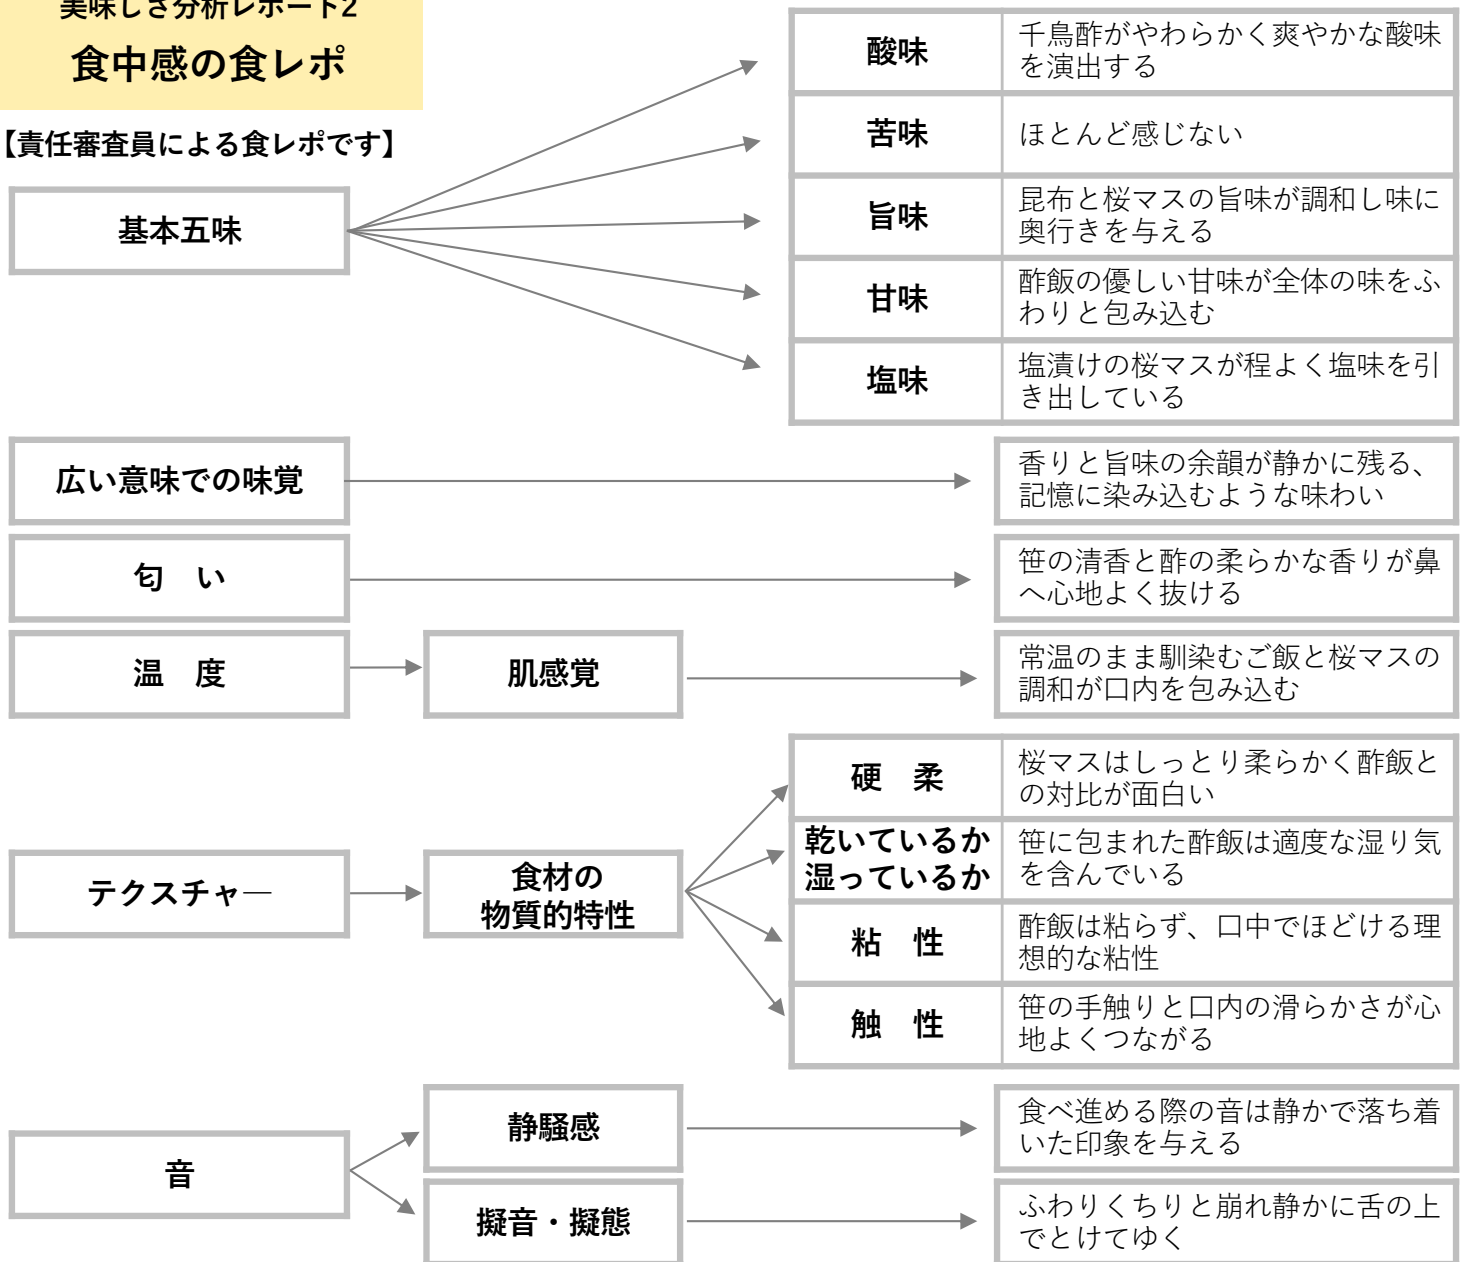 美味しさ分析レポート2
食中感の食レポ
【責任審査員による食レポです】
基本五味
酸味
千鳥酢がやわらかく爽やかな酸味
を演出する
苦味
ほとんど感じない
旨味
昆布と桜マスの旨味が調和し味に
奥行きを与える
甘味
酢飯の優しい甘味が全体の味をふ
わりと包み込む
塩味
塩漬けの桜マスが程よく塩味を引
き出している
広い意味での味覚
香りと旨味の余韻が静かに残る、
記憶に染み込むような味わい
匂　い
笹の清香と酢の柔らかな香りが鼻
へ心地よく抜ける
温　度
肌感覚
常温のまま馴染むご飯と桜マスの
調和が口内を包み込む
テクスチャ―
食材の
物質的特性
硬　柔
桜マスはしっとり柔らかく酢飯と
の対比が面白い
乾いているか
湿っているか
笹に包まれた酢飯は適度な湿り気
を含んでいる
粘　性
酢飯は粘らず、口中でほどける理
想的な粘性
触　性
笹の手触りと口内の滑らかさが心
地よくつながる
音
静騒感
食べ進める際の音は静かで落ち着
いた印象を与える
擬音・擬態
ふわりくちりと崩れ静かに舌の上
でとけてゆく